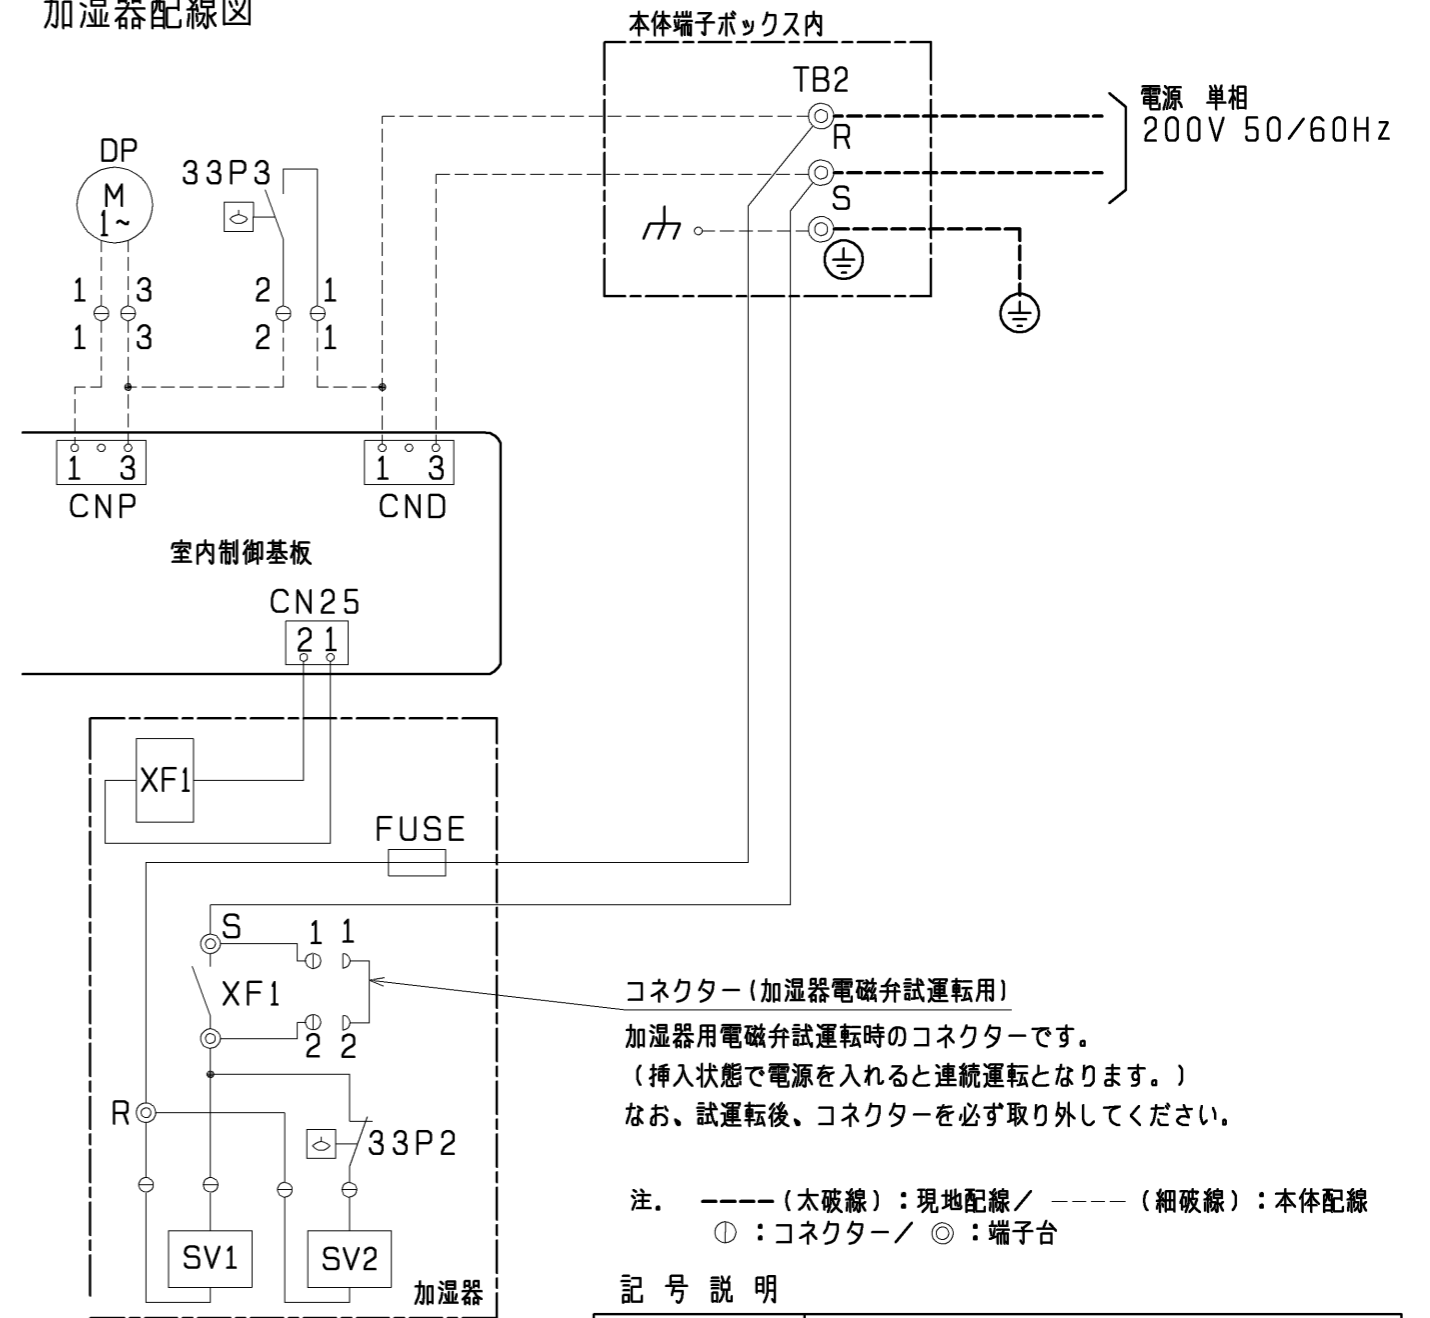 加湿器配線図
本体端子ボックス内
TB2
R
S
電源 単相
200V 50/60Hz
DP
M
1~
33P3
1 3 2 1
1 3 2 1
1 3
CNP
1 3
CND
室内制御基板
CN25
2 1
XF1
FUSE
S
1 1
XF1
2 2
R
33P2
SV1
SV2
加湿器
コネクター(加湿器電磁弁試運転用)
加湿器用電磁弁試運転時のコネクターです。
(挿入状態で電源を入れると連続運転となります。)
なお、試運転後、コネクターを必ず取り外してください。
注. ----(太破線):現地配線/ ----(細破線):本体配線
⦶:コネクター/ ◎:端子台
記号説明